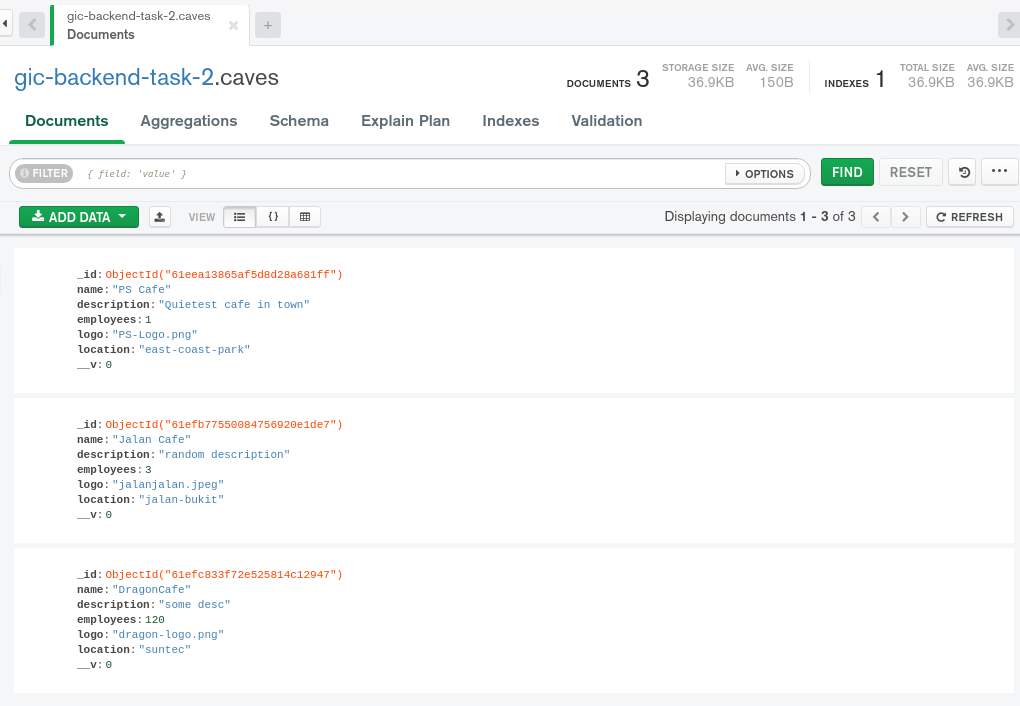 gic-backend-task-2.caves
Documents
gic-backend-task-2.caves
DOCUMENTS 3
STORAGE SIZE
36.9KB
AVG. SIZE
150B
INDEXES 1
TOTAL SIZE
36.9KB
AVG. SIZE
36.9KB
Documents Aggregations Schema Explain Plan Indexes Validation
FILTER { field: 'value' } OPTIONS FIND RESET
ADD DATA VIEW {} Displaying documents 1 - 3 of 3 REFRESH
_id: ObjectId("61eea13865af5d8d28a681ff")
name: "PS Cafe"
description: "Quietest cafe in town"
employees: 1
logo: "PS-Logo.png"
location: "east-coast-park"
__v: 0
_id: ObjectId("61efb77550084756920e1de7")
name: "Jalan Cafe"
description: "random description"
employees: 3
logo: "jalanjalan.jpeg"
location: "jalan-bukit"
__v: 0
_id: ObjectId("61efc833f72e525814c12947")
name: "DragonCafe"
description: "some desc"
employees: 120
logo: "dragon-logo.png"
location: "suntec"
__v: 0